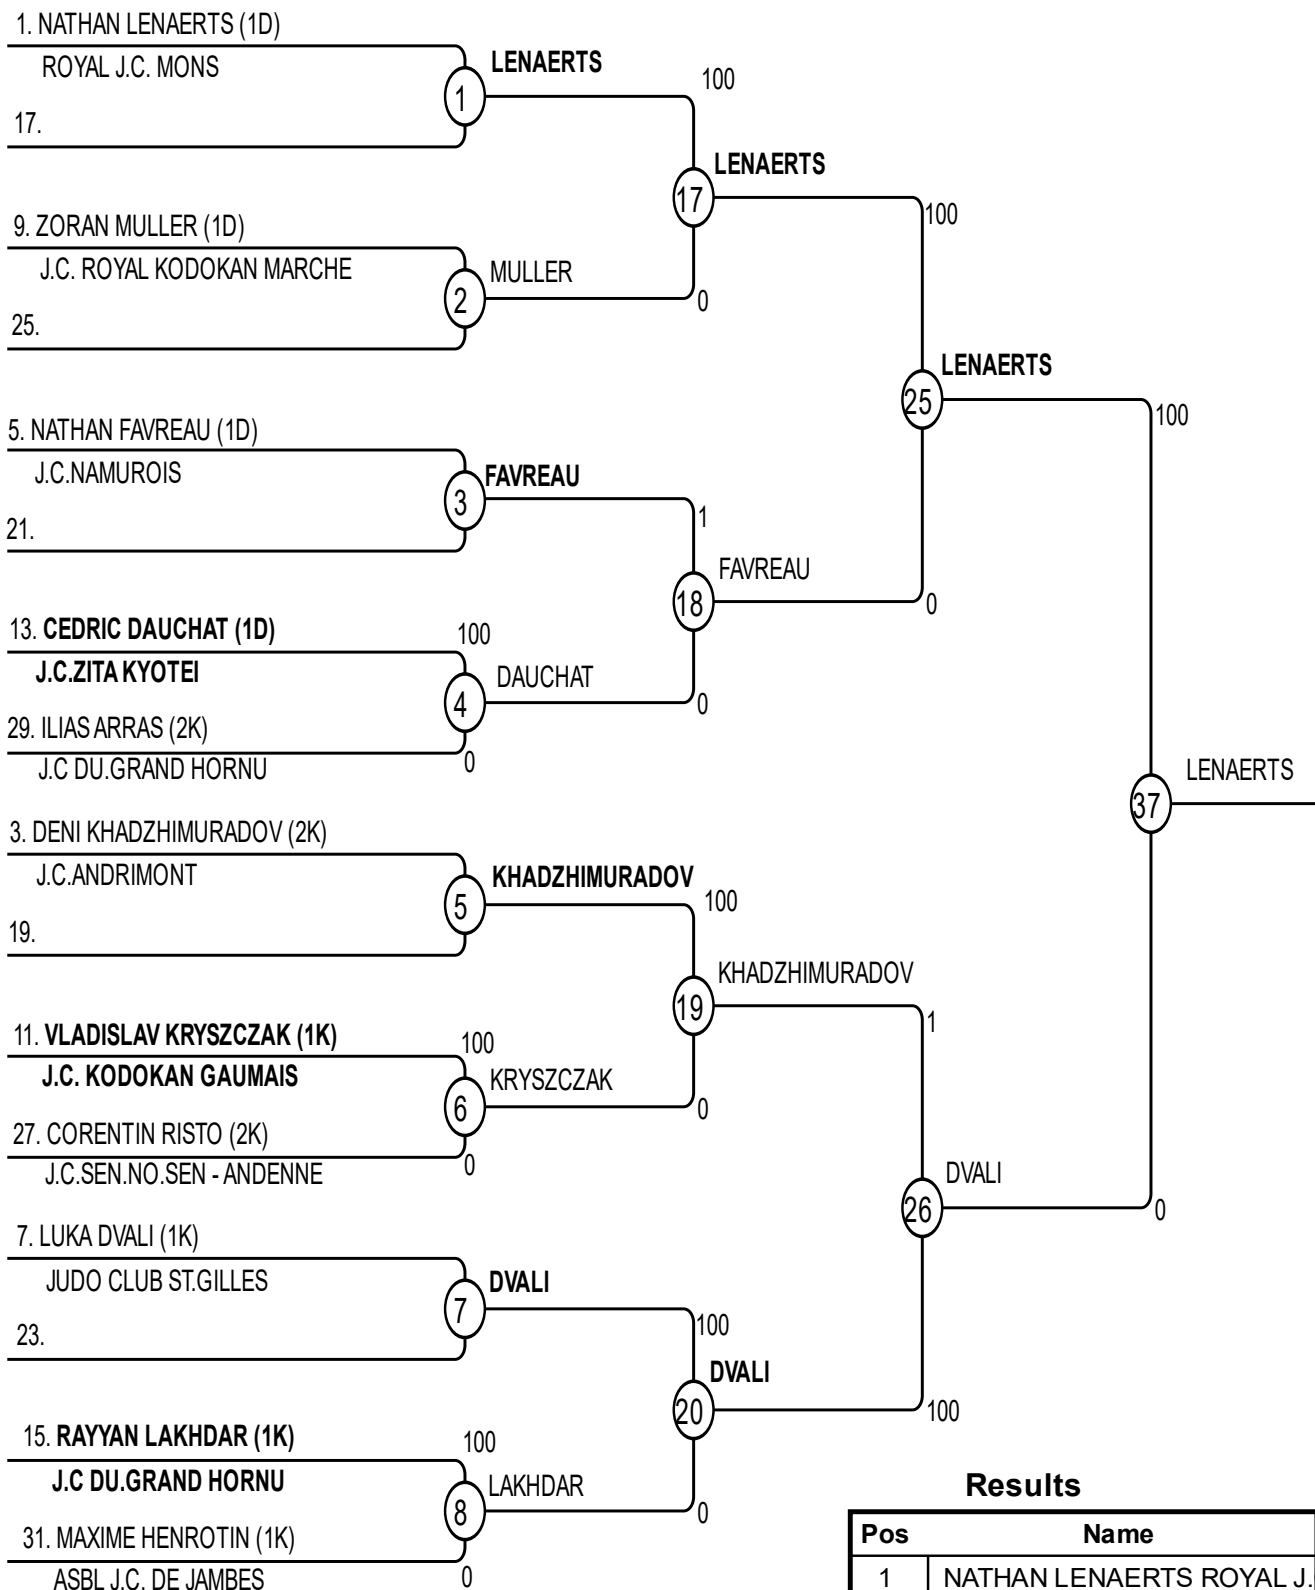 1. NATHAN LENAERTS (1D)
ROYAL J.C. MONS
17.
1
LENAERTS
100
9. ZORAN MULLER (1D)
J.C. ROYAL KODOKAN MARCHE
25.
2
MULLER
0
17
LENAERTS
100
5. NATHAN FAVREAU (1D)
J.C.NAMUROIS
21.
3
FAVREAU
1
13. CEDRIC DAUCHAT (1D)
J.C.ZITA KYOTEI
100
29. ILIAS ARRAS (2K)
J.C DU.GRAND HORNU
0
4
DAUCHAT
0
18
FAVREAU
0
25
LENAERTS
100
3. DENI KHADZHIMURADOV (2K)
J.C.ANDRIMONT
19.
5
KHADZHIMURADOV
100
11. VLADISLAV KRYSZCZAK (1K)
J.C. KODOKAN GAUMAIS
100
27. CORENTIN RISTO (2K)
J.C.SEN.NO.SEN - ANDENNE
0
6
KRYSZCZAK
0
19
KHADZHIMURADOV
1
7. LUKA DVALI (1K)
JUDO CLUB ST.GILLES
23.
7
DVALI
100
15. RAYYAN LAKHDAR (1K)
J.C DU.GRAND HORNU
100
31. MAXIME HENROTIN (1K)
ASBL J.C. DE JAMBES
0
8
LAKHDAR
0
20
DVALI
100
26
DVALI
0
37
LENAERTS
Results
Pos Name
1 NATHAN LENAERTS ROYAL J.